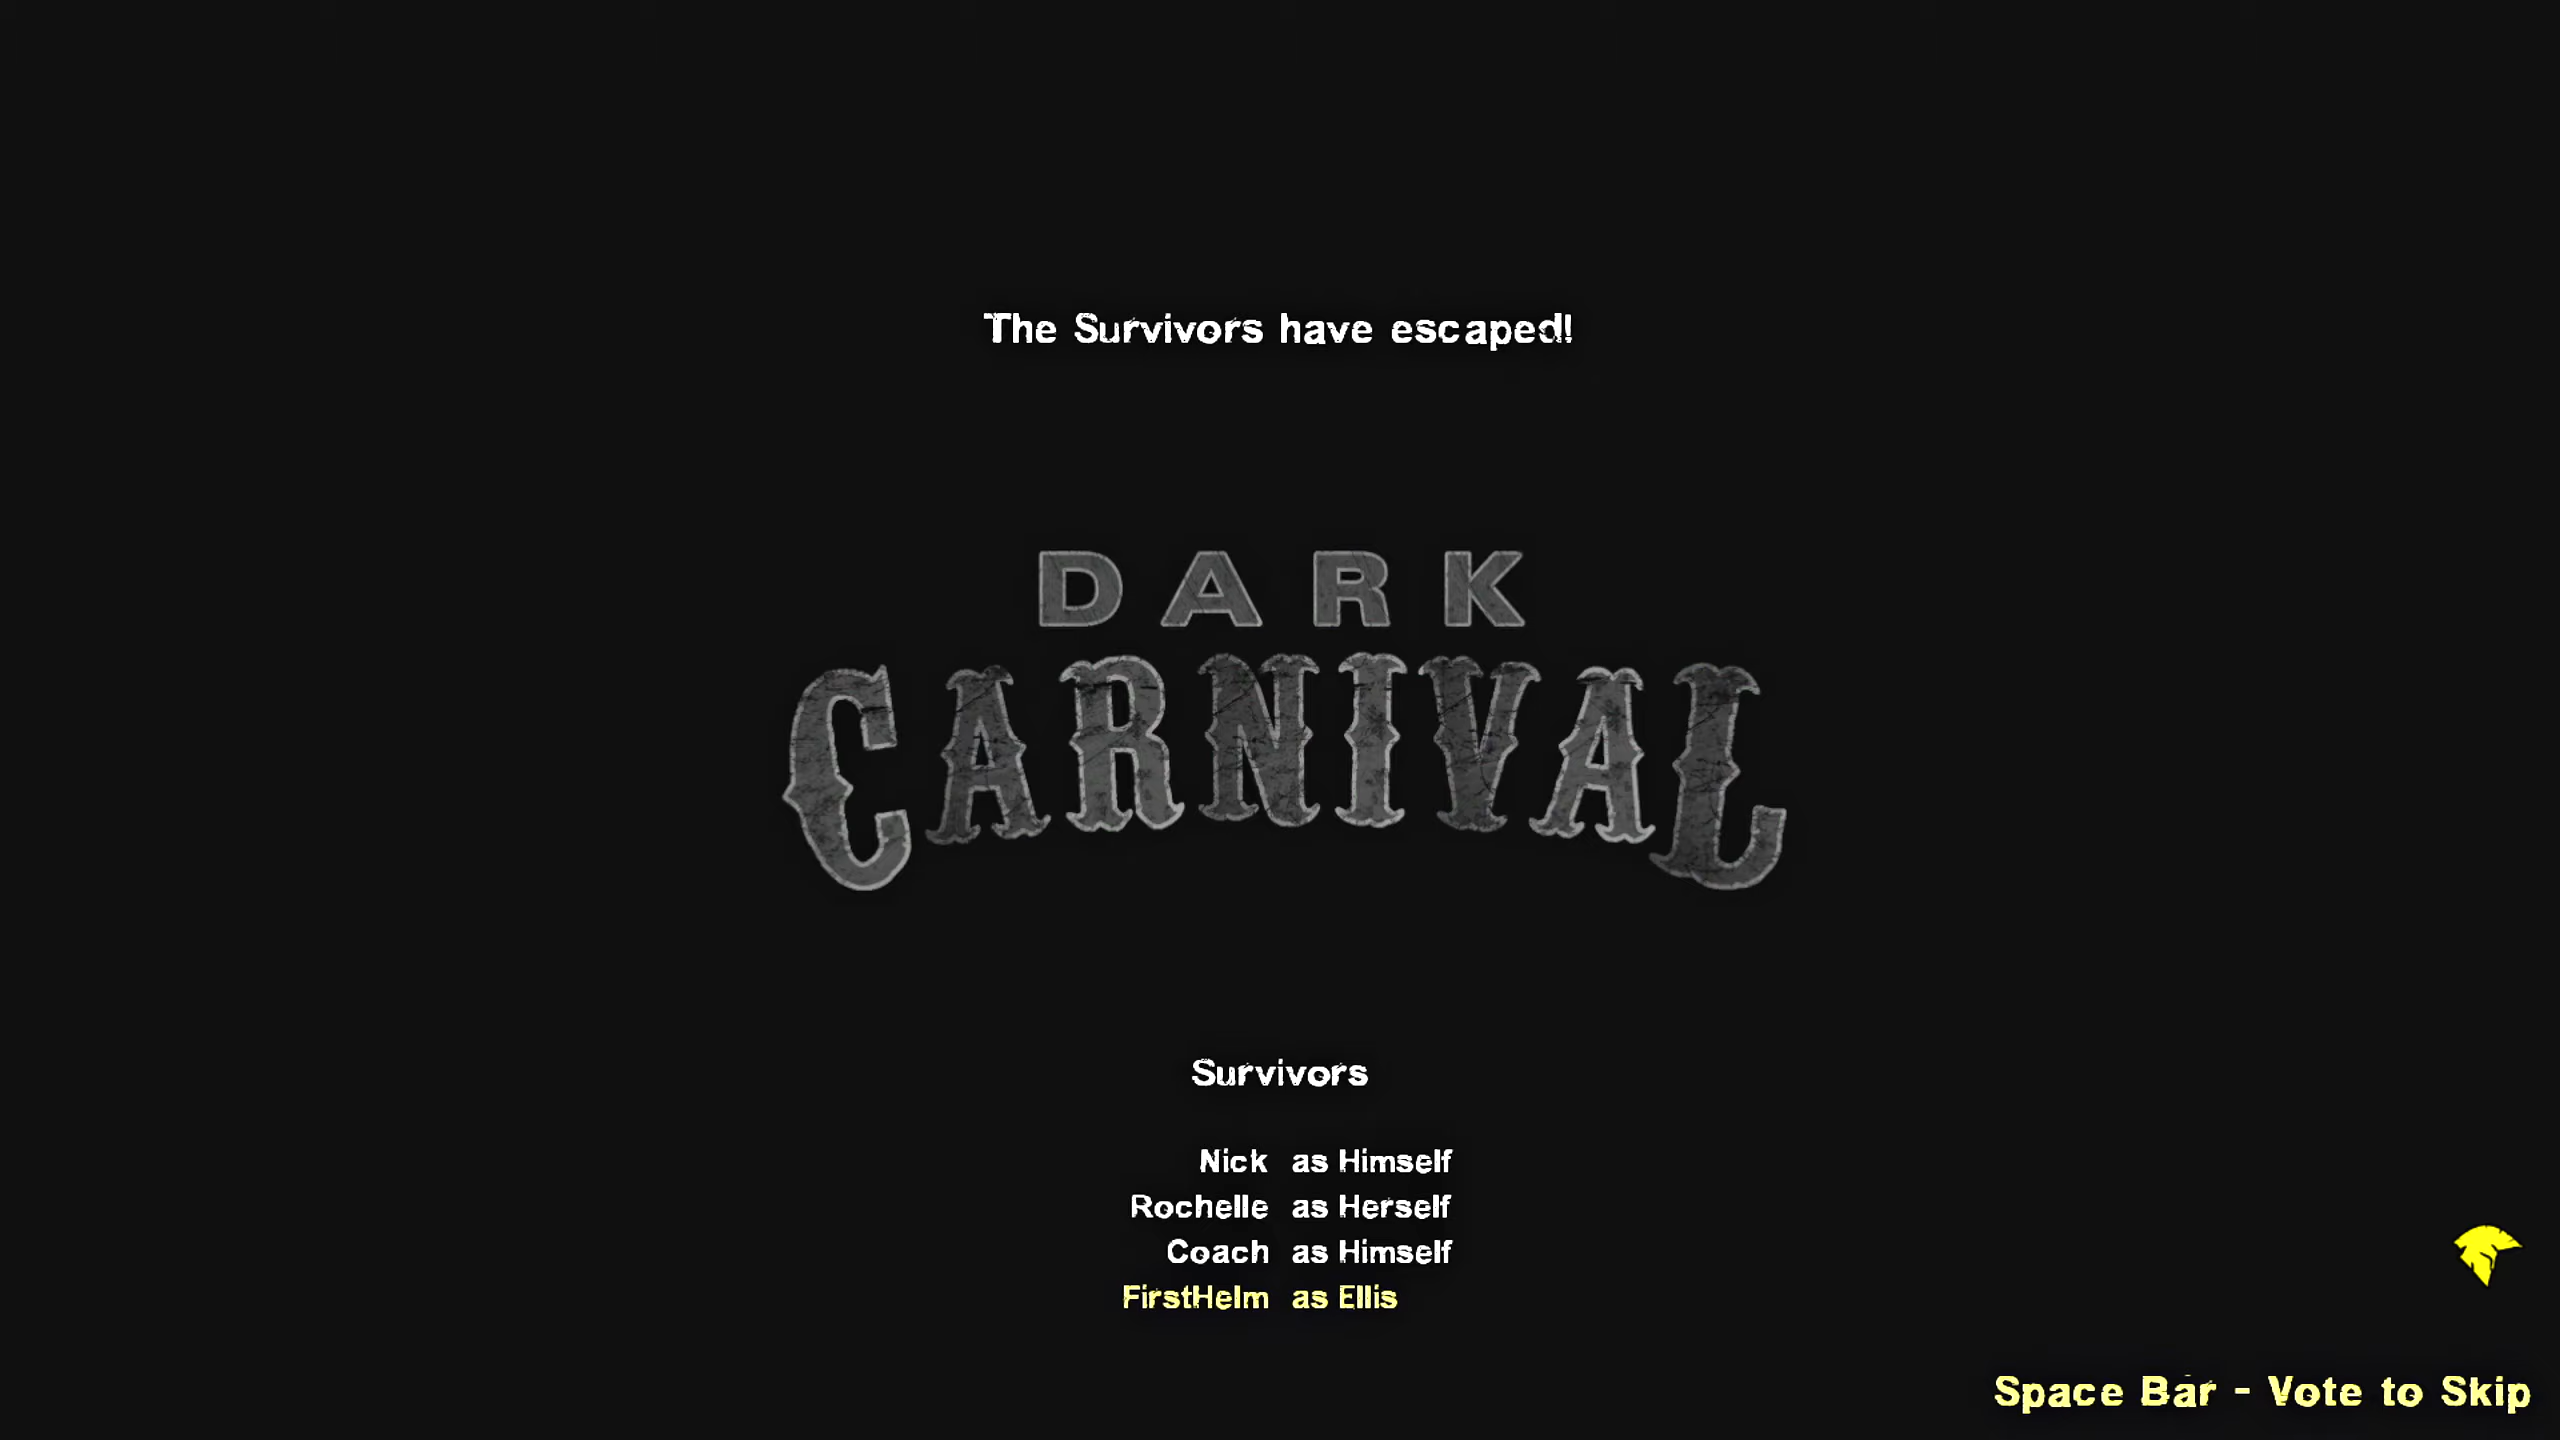 The Survivors have escaped!
DARK
CARNIVAL
Survivors
Nick as Himself
Rochelle as Herself
Coach as Himself
FirstHelm as Ellis
Space Bar - Vote to Skip